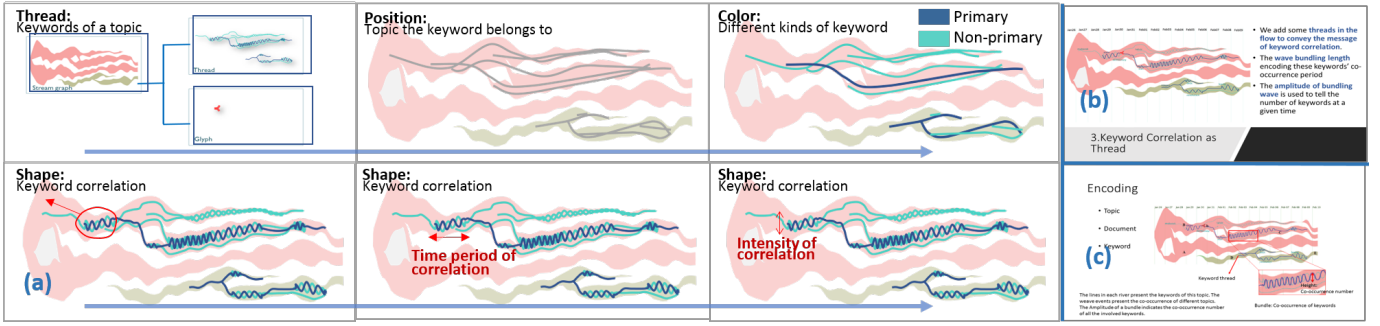 Thread:
Keywords of a topic
Stream graph
Thread
Glyph
Position:
Topic the keyword belongs to
Color:
Different kinds of keyword
Primary
Non-primary
Shape:
Keyword correlation
(a)
Shape:
Keyword correlation
Time period of
correlation
Shape:
Keyword correlation
Intensity of
correlation
• We add some threads in the
flow to convey the message
of keyword correlation.
• The wave bundling length
encoding these keywords' co-
occurrence period
• The amplitude of bundling
wave is used to tell the
number of keywords at a
given time
(b)
3.Keyword Correlation as
Thread
Encoding
• Topic
• Document
• Keyword
(c)
Keyword thread
Height:
Co-occurrence number
Bundle: Co-occurrence of keywords
The lines in each river present the keywords of this topic. The
weave events present the co-occurrence of different topics.
The Amplitude of a bundle indicates the co-occurrence number
of all the involved keywords.